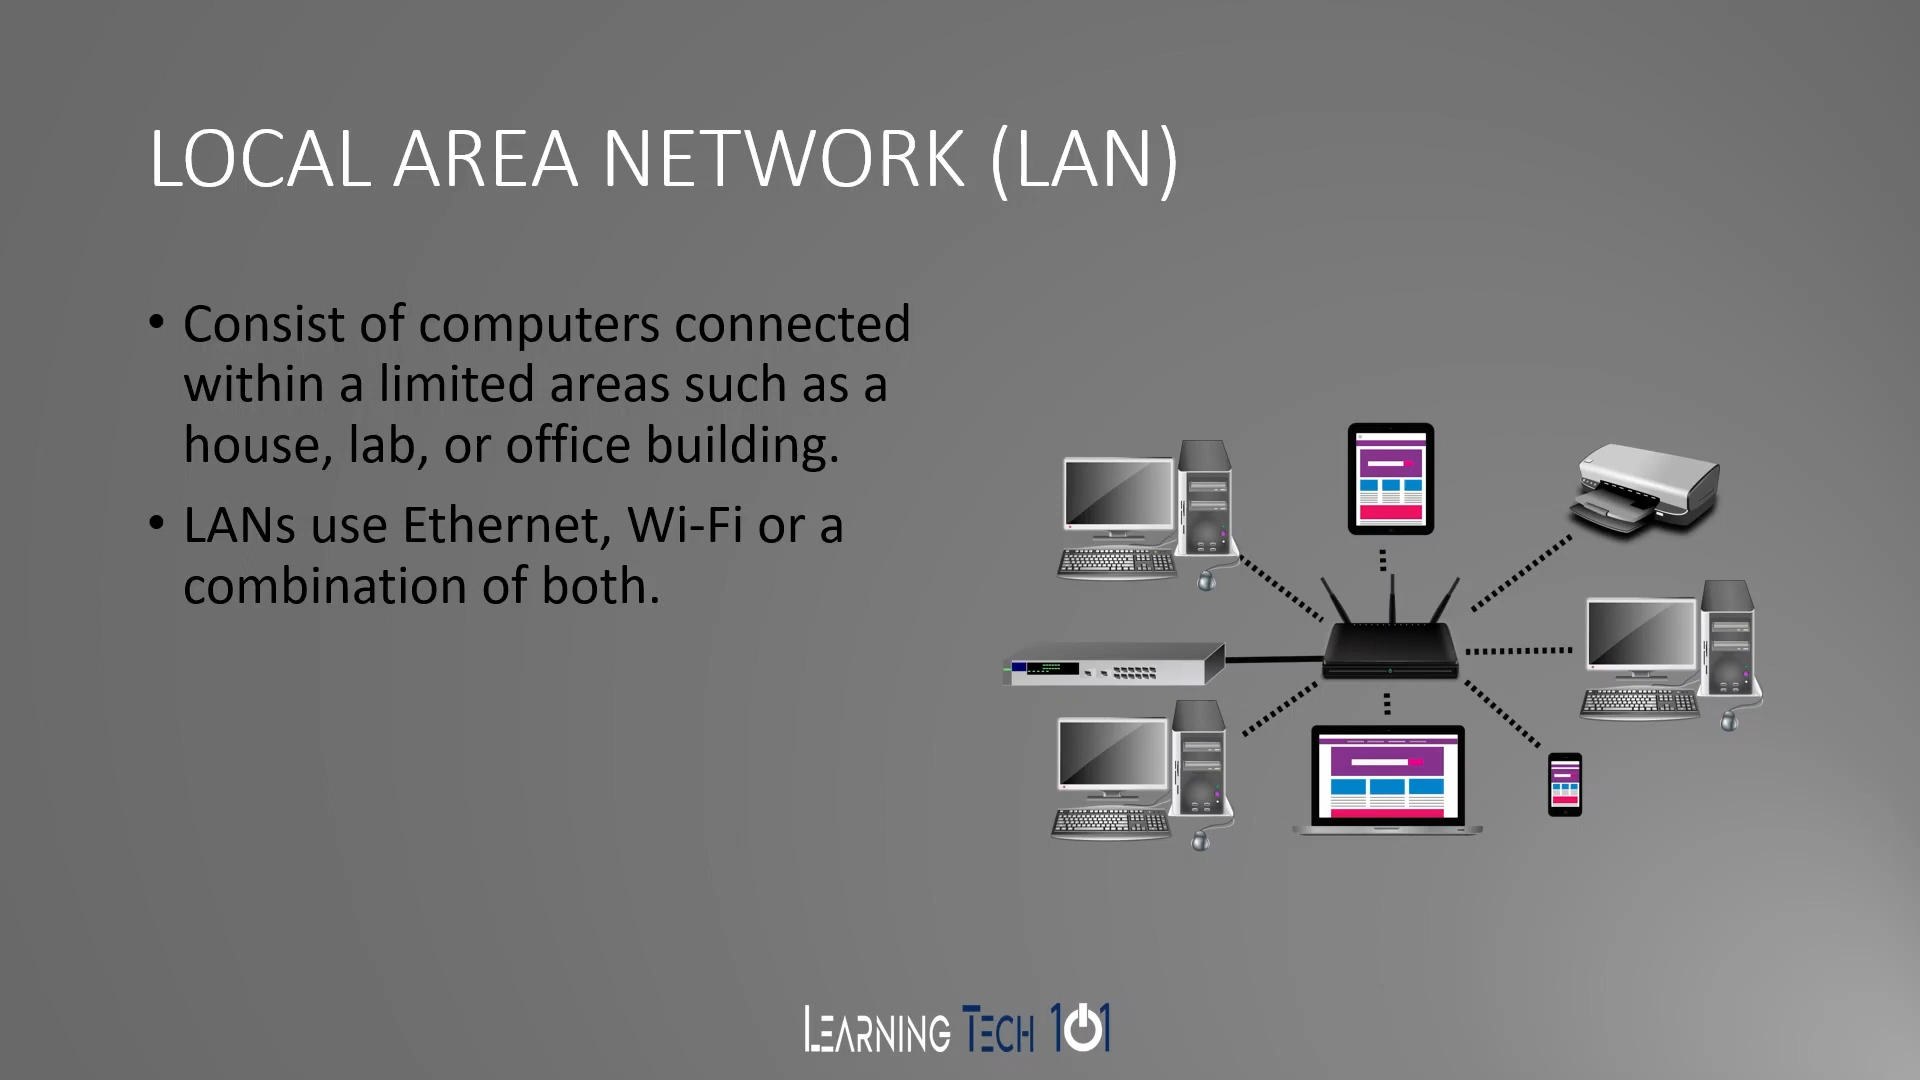 LOCAL AREA NETWORK (LAN)
• Consist of computers connected
within a limited areas such as a
house, lab, or office building.
• LANs use Ethernet, Wi-Fi or a
combination of both.
LEARNING TECH 101